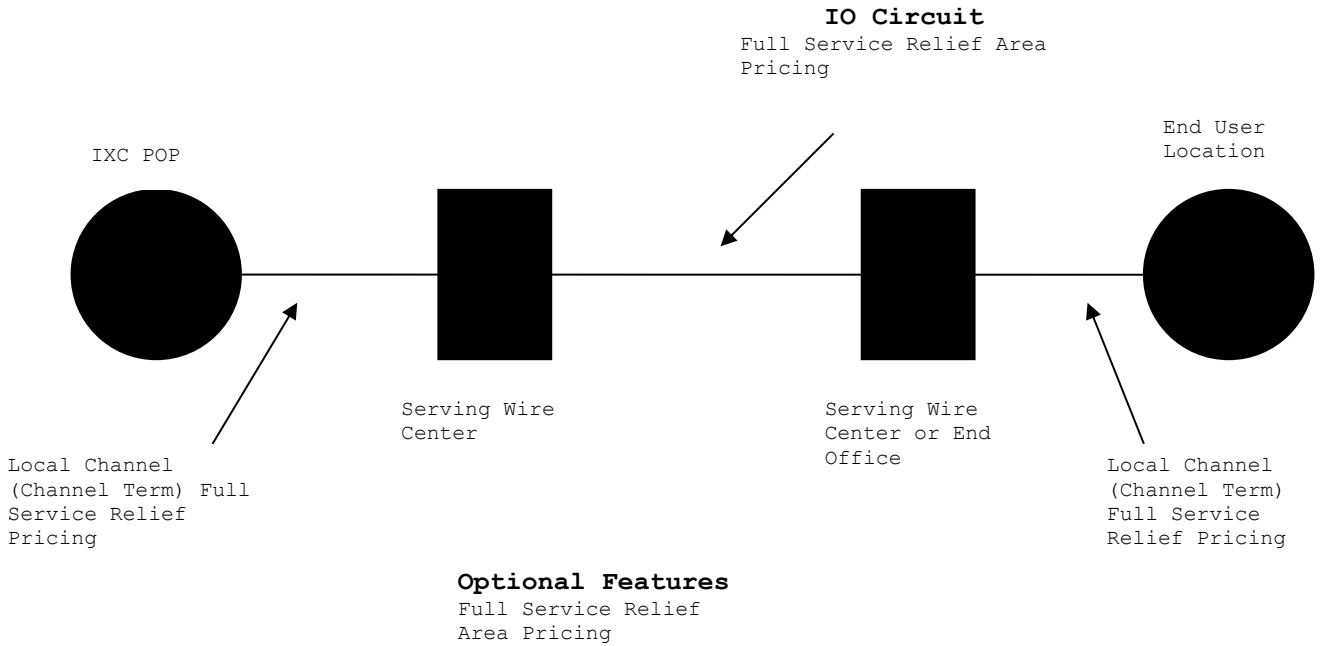 IO Circuit
Full Service Relief Area
Pricing
End User
Location
IXC POP
Serving Wire
Center
Serving Wire
Center or End
Office
Local Channel
(Channel Term) Full
Service Relief
Pricing
Local Channel
(Channel Term)
Full Service
Relief Pricing
Optional Features
Full Service Relief
Area Pricing